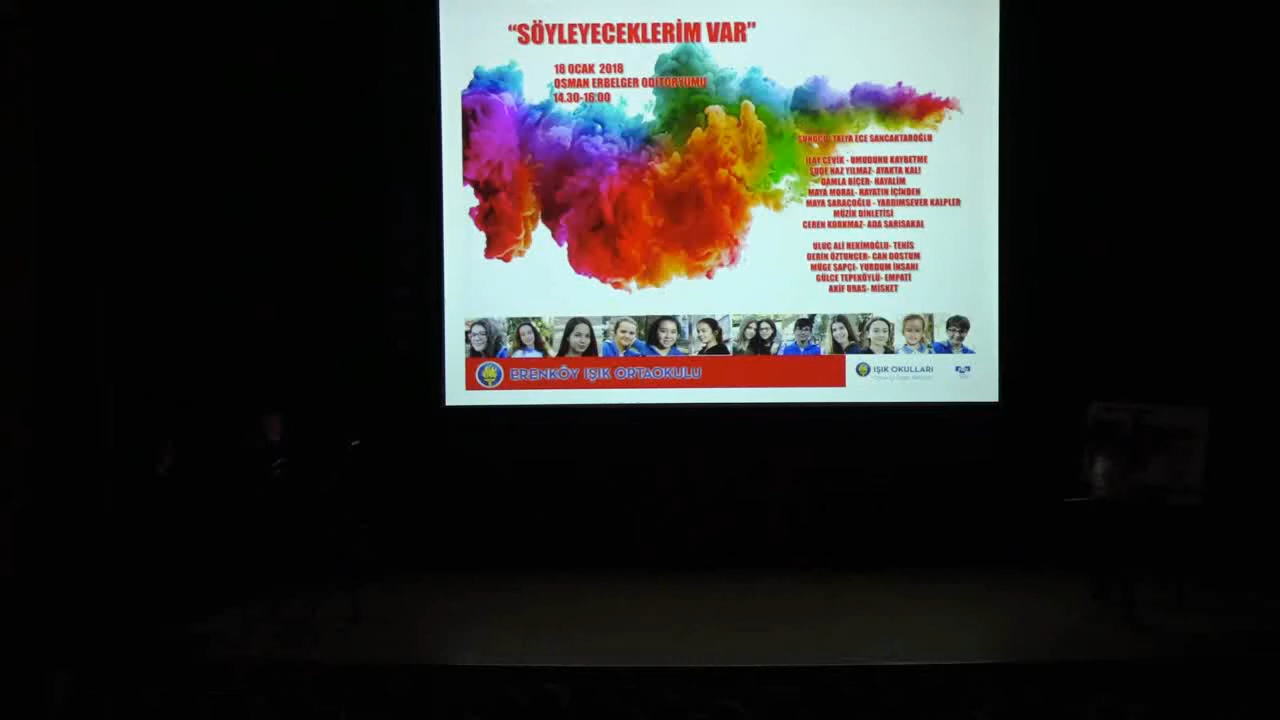 “SÖYLEYECEKLERİM VAR”
18 OCAK 2018
OSMAN ERBELGER ODİTORYUMU
14.30-16:00
SUNUCU: TALYA ECE SANCAKTAROĞLU
İLAY ÇEVİK - UMUDUNU KAYBETME
SUDE NAZ YILMAZ- AYAKTA KAL!
DAMLA BİÇER- HAYALİM
MAYA MORAL- HAYATIN İÇİNDEN
MAYA SARAÇOĞLU - YARDIMSEVER KALPLER
MÜZİK DİNLETİSİ
CEREN KORKMAZ- ADA SARISAKAL
ULUÇ ALİ HEKİMOĞLU- TENİS
DERİN ÖZTUNCER- CAN DOSTUM
MÜGE SAPÇI- YURDUM İNSANI
GÜLCE TEPEKÖYLÜ- EMPATİ
AKİF ORAS- MİSKET
ERENKÖY IŞIK ORTAOKULU
IŞIK OKULLARI